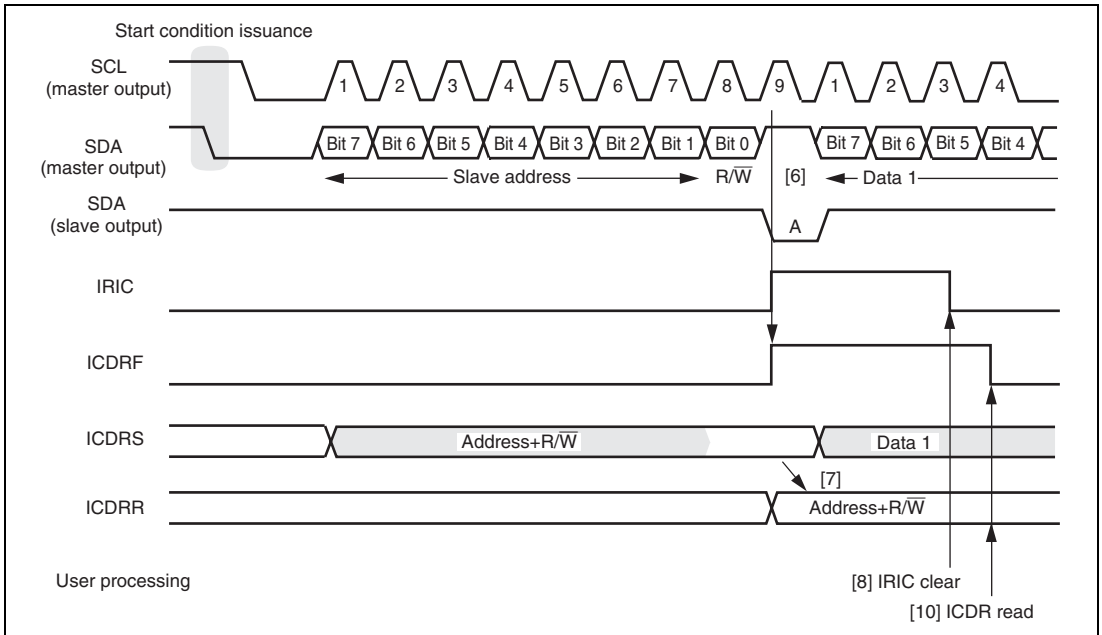 Start condition issuance
SCL
(master output)
1 2 3 4 5 6 7 8 9 1 2 3 4
SDA
(master output)
Bit 7 Bit 6 Bit 5 Bit 4 Bit 3 Bit 2 Bit 1 Bit 0 Bit 7 Bit 6 Bit 5 Bit 4
Slave address R/W̅ [6] Data 1
SDA
(slave output)
A
IRIC
ICDRF
ICDRS
Address+R/W̅ Data 1
[7]
ICDRR
Address+R/W̅
User processing
[8] IRIC clear
[10] ICDR read